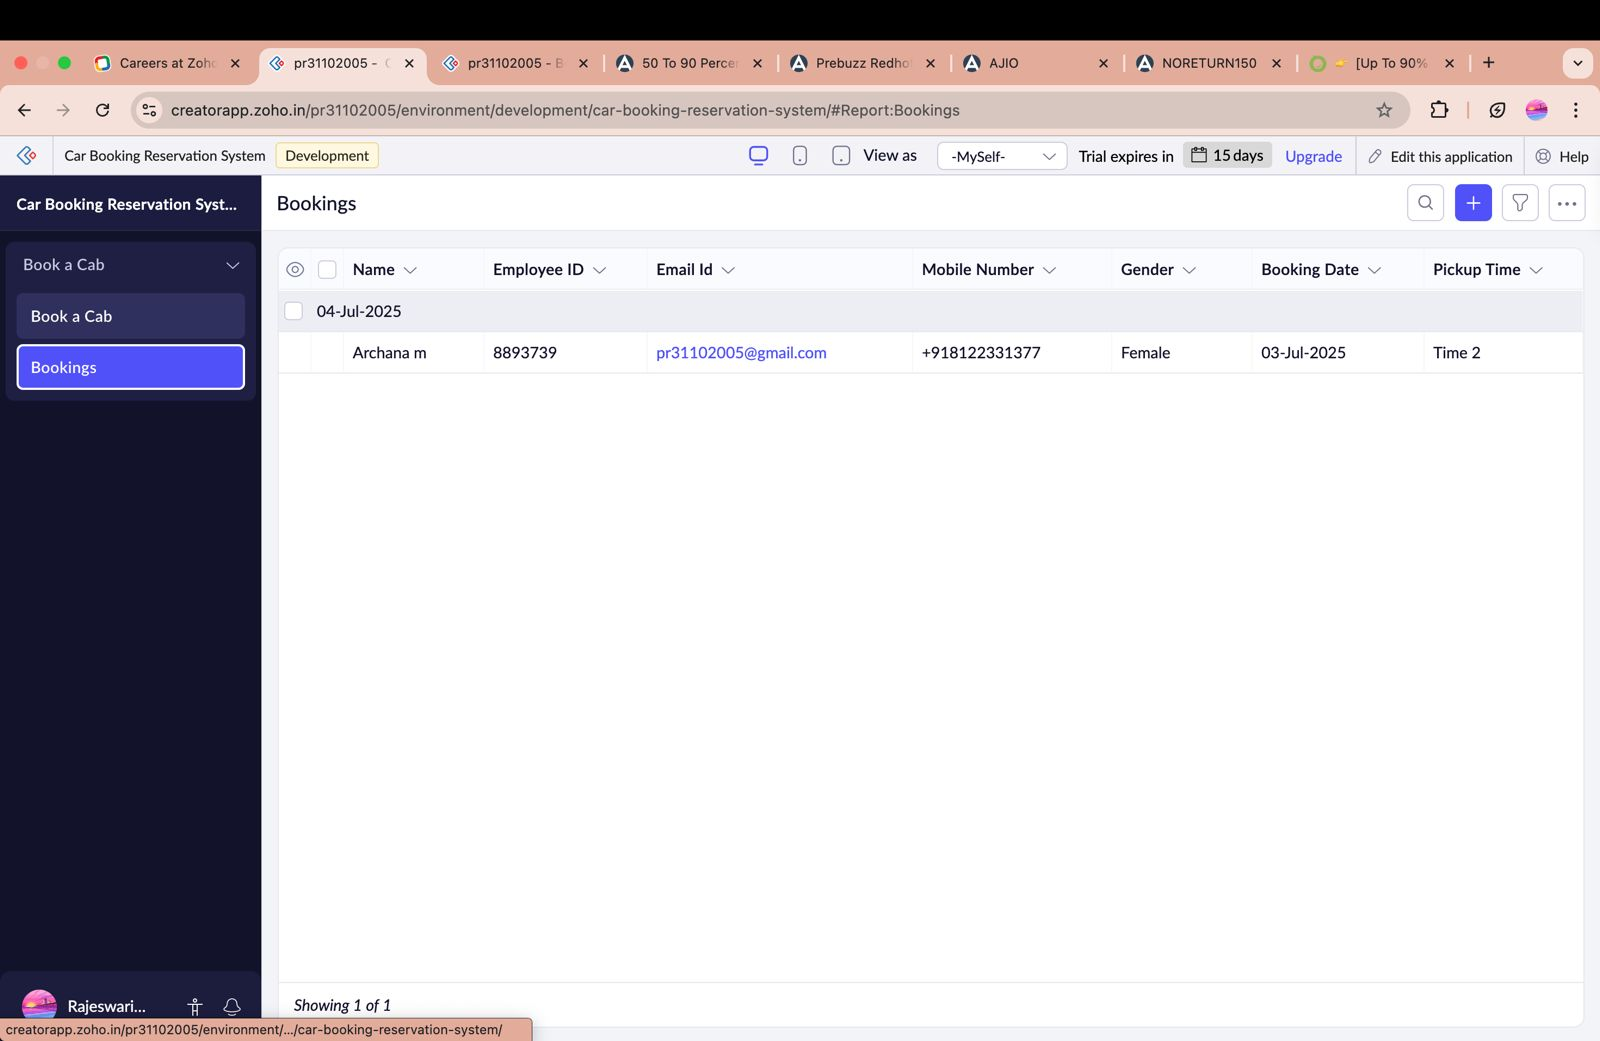 Careers at Zoho
pr31102005 - C
pr31102005 - B
50 To 90 Percen
Prebuzz Redho
AJIO
NORETURN150
[Up To 90%
creatorapp.zoho.in/pr31102005/environment/development/car-booking-reservation-system/#Report:Bookings
Car Booking Reservation System
Development
View as
-MySelf-
Trial expires in
15 days
Upgrade
Edit this application
Help
Car Booking Reservation Syst...
Bookings
Book a Cab
Book a Cab
Bookings
Name
Employee ID
Email Id
Mobile Number
Gender
Booking Date
Pickup Time
04-Jul-2025
Archana m
8893739
pr31102005@gmail.com
+918122331377
Female
03-Jul-2025
Time 2
Rajeswari...
Showing 1 of 1
creatorapp.zoho.in/pr31102005/environment/.../car-booking-reservation-system/